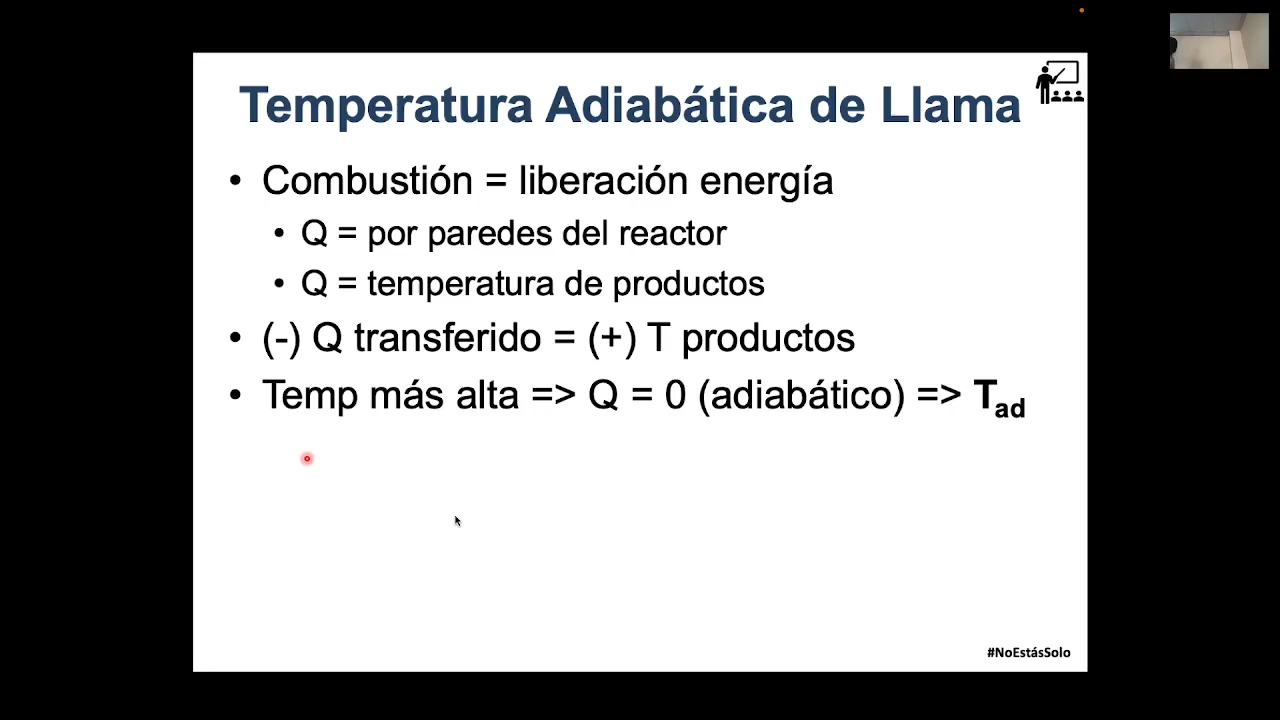 Temperatura Adiabática de Llama
• Combustión = liberación energía
• Q = por paredes del reactor
• Q = temperatura de productos
• (-) Q transferido = (+) T productos
• Temp más alta => Q = 0 (adiabático) => Tad
#NoEstásSolo